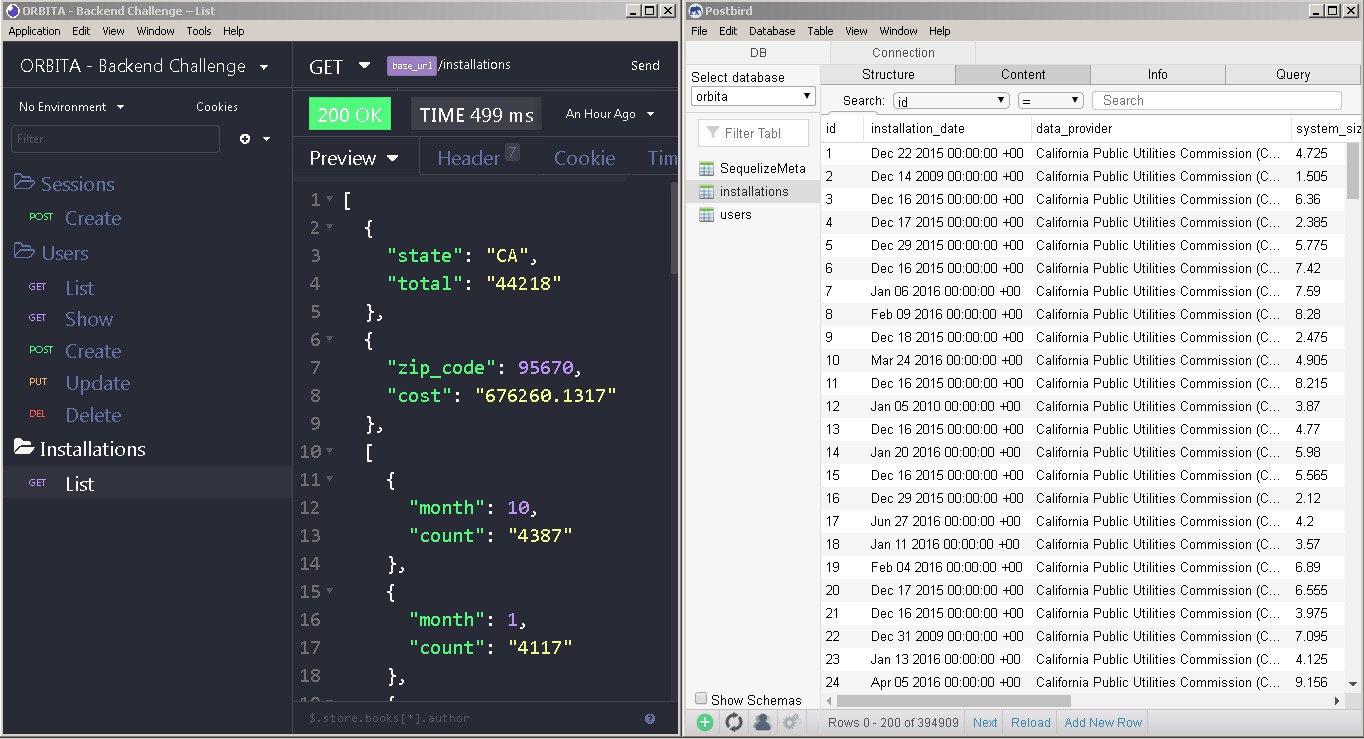 ORBITA - Backend Challenge – List
Application Edit View Window Tools Help
ORBITA - Backend Challenge
No Environment Cookies
Filter
Sessions
POST Create
Users
GET List
GET Show
POST Create
PUT Update
DEL Delete
Installations
GET List
GET base_url/installations Send
200 OK TIME 499 ms An Hour Ago
Preview Header 7 Cookie Tim
1 [
2 {
3 "state": "CA",
4 "total": "44218"
5 },
6 {
7 "zip_code": 95670,
8 "cost": "676260.1317"
9 },
10 [
11 {
12 "month": 10,
13 "count": "4387"
14 },
15 {
16 "month": 1,
17 "count": "4117"
18 },
$.store.books[*].author
Postbird
File Edit Database Table View Window Help
DB Connection
Select database
orbita
Filter Tabl
SequelizeMeta
installations
users
Show Schemas
Structure Content Info Query
Search: id = Search
id installation_date data_provider system_siz
1 Dec 22 2015 00:00:00 +00 California Public Utilities Commission (C... 4.725
2 Dec 14 2009 00:00:00 +00 California Public Utilities Commission (C... 1.505
3 Dec 16 2015 00:00:00 +00 California Public Utilities Commission (C... 6.36
4 Dec 17 2015 00:00:00 +00 California Public Utilities Commission (C... 2.385
5 Dec 29 2015 00:00:00 +00 California Public Utilities Commission (C... 5.775
6 Dec 16 2015 00:00:00 +00 California Public Utilities Commission (C... 7.42
7 Jan 06 2016 00:00:00 +00 California Public Utilities Commission (C... 7.59
8 Feb 09 2016 00:00:00 +00 California Public Utilities Commission (C... 8.28
9 Dec 18 2015 00:00:00 +00 California Public Utilities Commission (C... 2.475
10 Mar 24 2016 00:00:00 +00 California Public Utilities Commission (C... 4.905
11 Dec 16 2015 00:00:00 +00 California Public Utilities Commission (C... 8.215
12 Jan 05 2010 00:00:00 +00 California Public Utilities Commission (C... 3.87
13 Dec 16 2015 00:00:00 +00 California Public Utilities Commission (C... 4.77
14 Jan 20 2016 00:00:00 +00 California Public Utilities Commission (C... 5.98
15 Dec 16 2015 00:00:00 +00 California Public Utilities Commission (C... 5.565
16 Dec 29 2015 00:00:00 +00 California Public Utilities Commission (C... 2.12
17 Jun 27 2016 00:00:00 +00 California Public Utilities Commission (C... 4.2
18 Jan 11 2016 00:00:00 +00 California Public Utilities Commission (C... 3.57
19 Feb 04 2016 00:00:00 +00 California Public Utilities Commission (C... 6.89
20 Dec 17 2015 00:00:00 +00 California Public Utilities Commission (C... 6.555
21 Dec 16 2015 00:00:00 +00 California Public Utilities Commission (C... 3.975
22 Dec 31 2009 00:00:00 +00 California Public Utilities Commission (C... 7.095
23 Jan 13 2016 00:00:00 +00 California Public Utilities Commission (C... 4.125
24 Apr 05 2016 00:00:00 +00 California Public Utilities Commission (C... 9.156
Rows 0 - 200 of 394909 Next Reload Add New Row